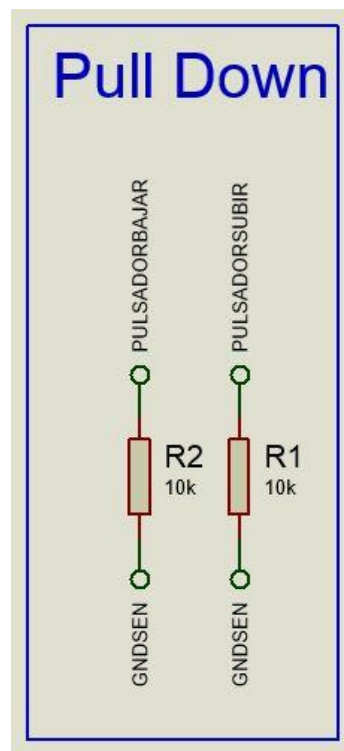 Pull Down
PULSADORBAJAR
PULSADORSUBIR
R2
10k
R1
10k
GNDSEN
GNDSEN